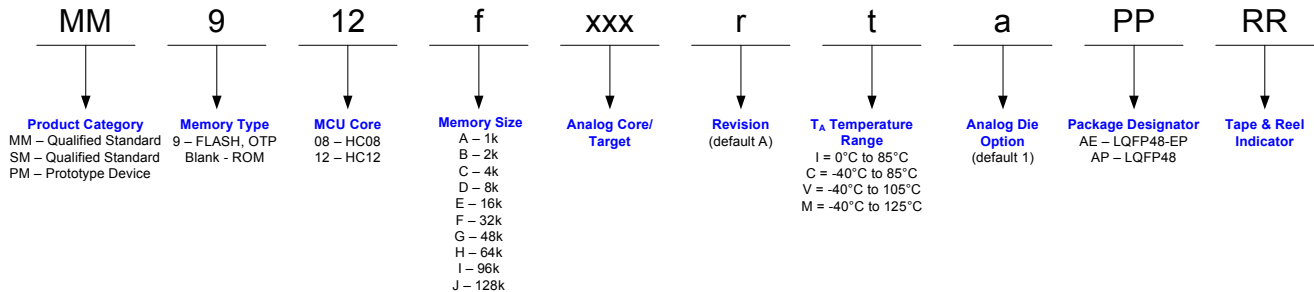 MM 9 12 f xxx r t a PP RR
Product Category
MM – Qualified Standard
SM – Qualified Standard
PM – Prototype Device
Memory Type
9 – FLASH, OTP
Blank - ROM
MCU Core
08 – HC08
12 – HC12
Memory Size
A – 1k
B – 2k
C – 4k
D – 8k
E – 16k
F – 32k
G – 48k
H – 64k
I – 96k
J – 128k
Analog Core/
Target
Revision
(default A)
TA Temperature
Range
I = 0°C to 85°C
C = -40°C to 85°C
V = -40°C to 105°C
M = -40°C to 125°C
Analog Die
Option
(default 1)
Package Designator
AE – LQFP48-EP
AP – LQFP48
Tape & Reel
Indicator